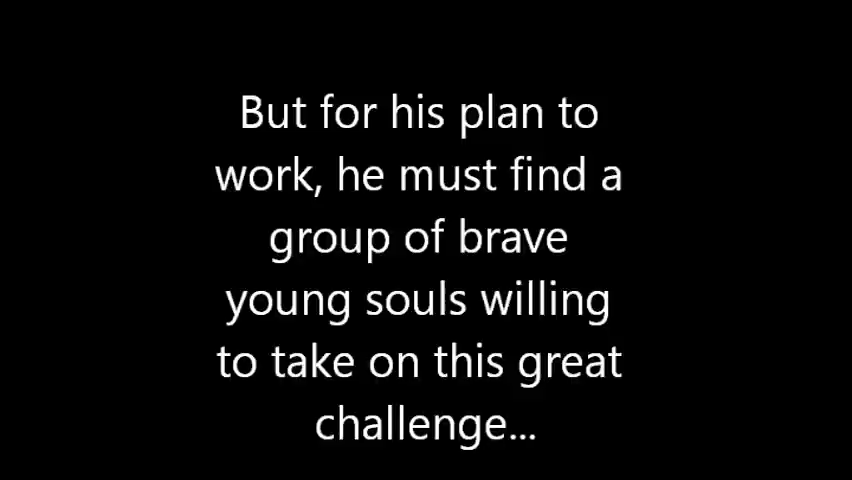 But for his plan to
work, he must find a
group of brave
young souls willing
to take on this great
challenge...